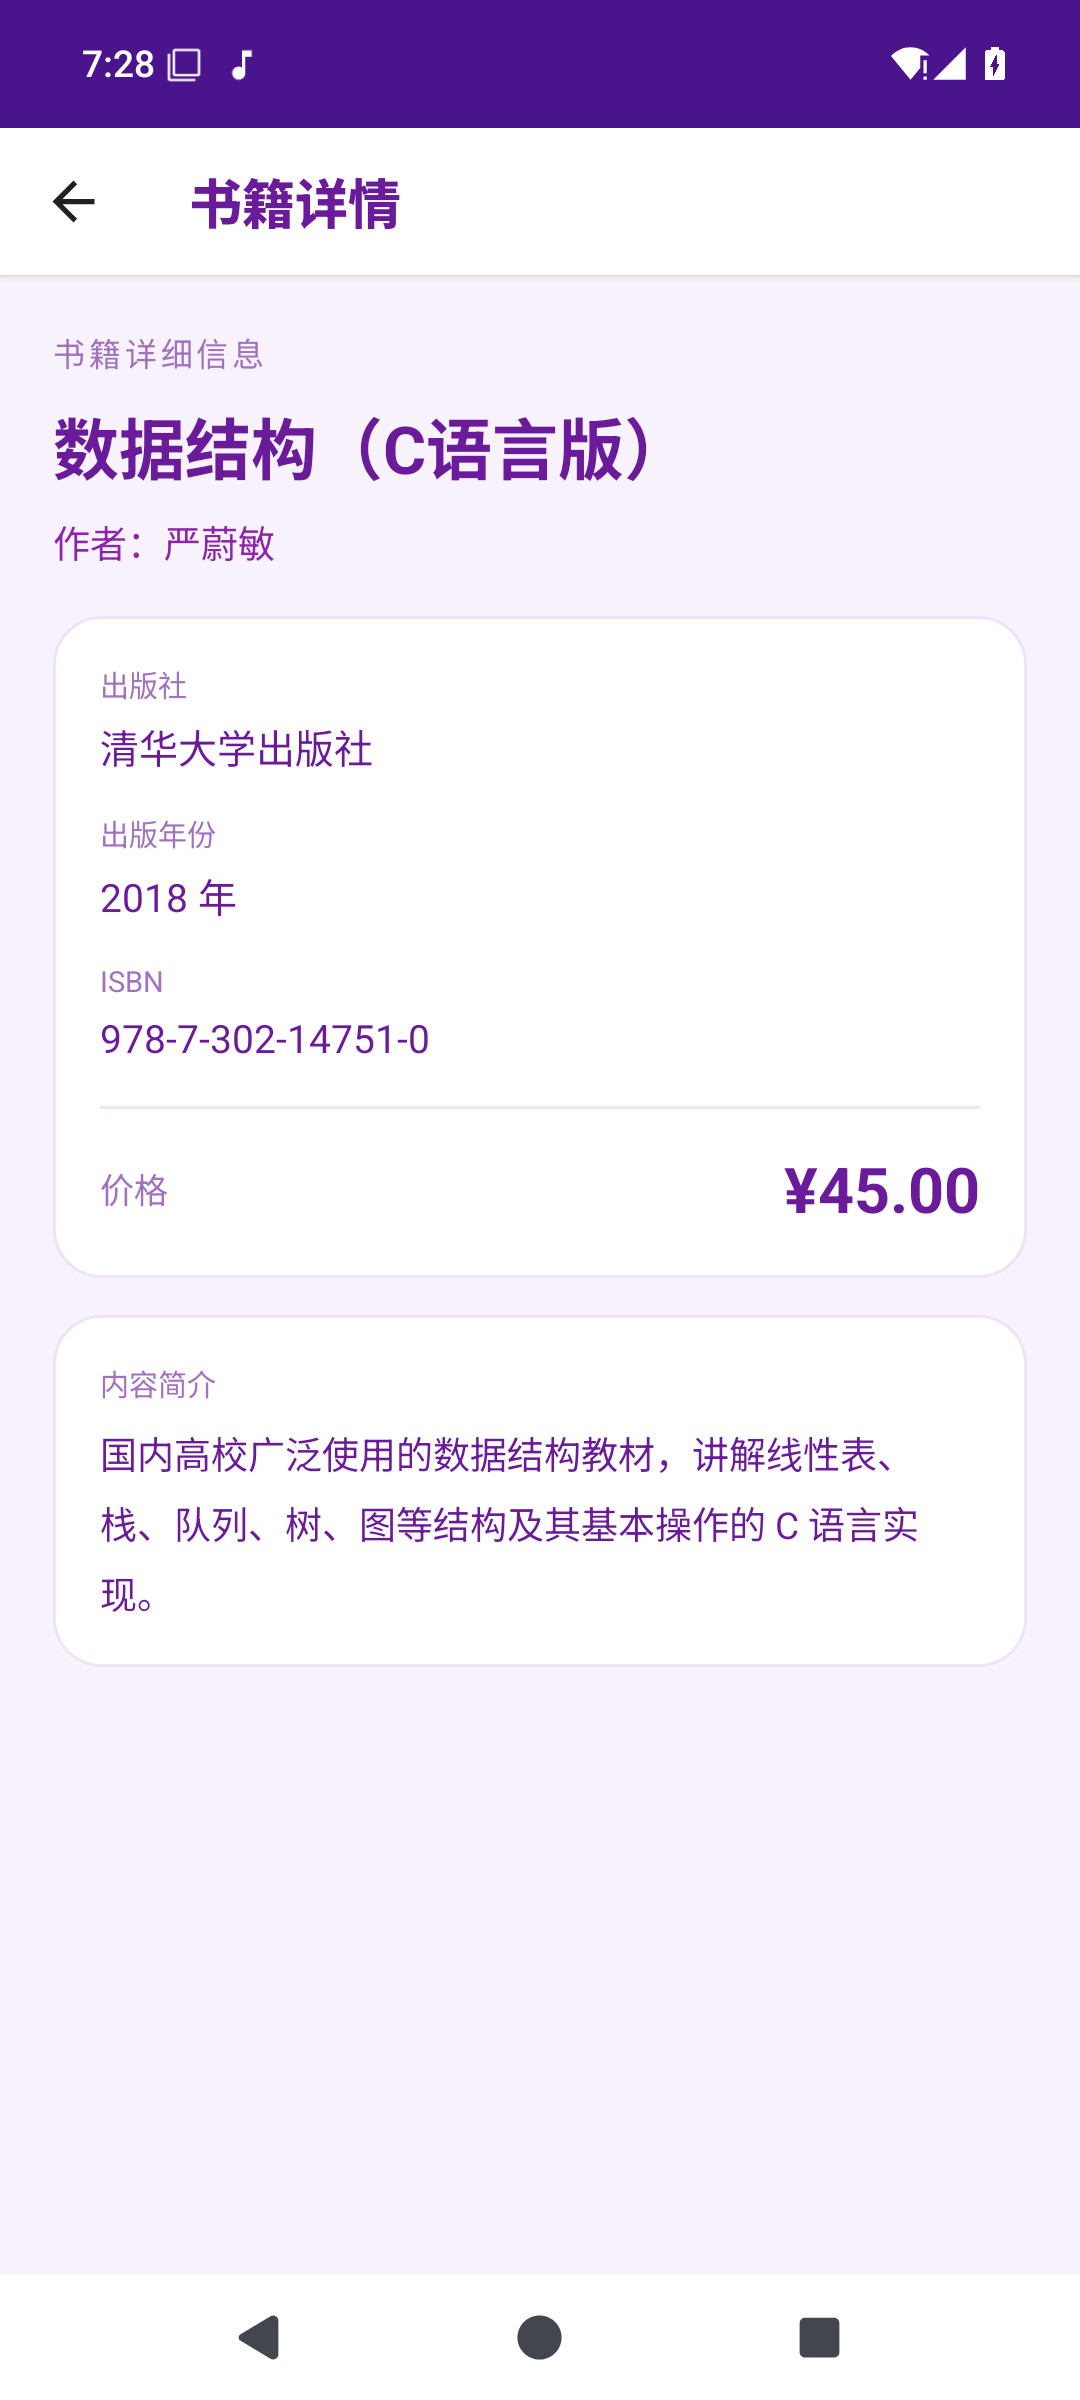 7:28
书籍详情
书籍详细信息
数据结构（C语言版）
作者：严蔚敏
出版社
清华大学出版社
出版年份
2018 年
ISBN
978-7-302-14751-0
价格
¥45.00
内容简介
国内高校广泛使用的数据结构教材，讲解线性表、
栈、队列、树、图等结构及其基本操作的 C 语言实
现。